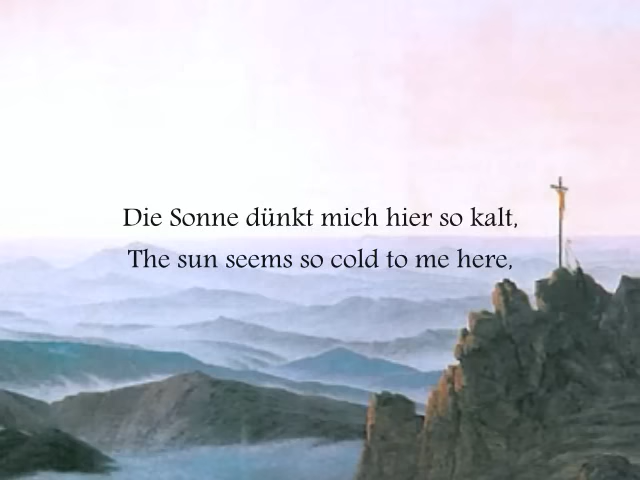 Die Sonne dünkt mich hier so kalt,
The sun seems so cold to me here,